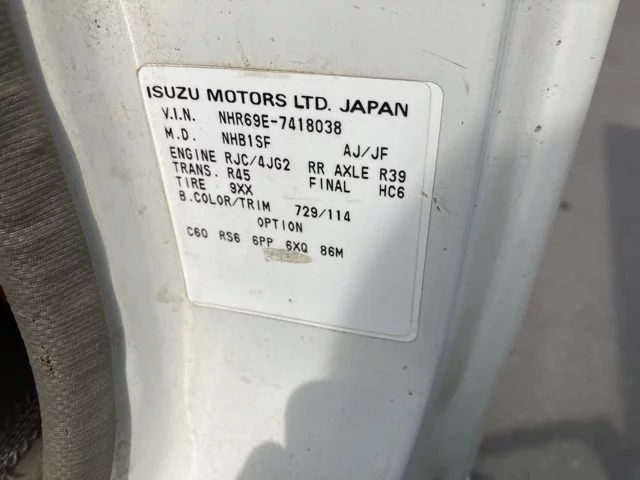 ISUZU MOTORS LTD. JAPAN
V.I.N. NHR69E-7418038
M.D. NHB1SF AJ/JF
ENGINE RJC/4JG2 RR AXLE R39
TRANS. R45 FINAL HC6
TIRE 9XX
B.COLOR/TRIM 729/114
OPTION
C60 RS6 6PP 6XQ 86M